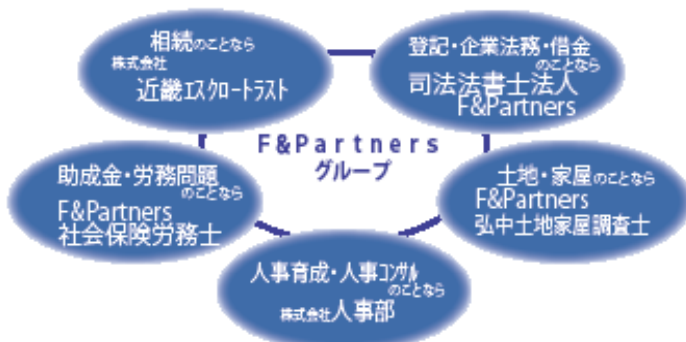 相続のことなら
株式会社
近畿エスクロートラスト
登記・企業法務・借金
のことなら
司法法書士法人
F&Partners
F&Partners
グループ
助成金・労務問題
のことなら
F&Partners
社会保険労務士
土地・家屋のことなら
F&Partners
弘中土地家屋調査士
人事育成・人事コンサル
のことなら
株式会社人事部